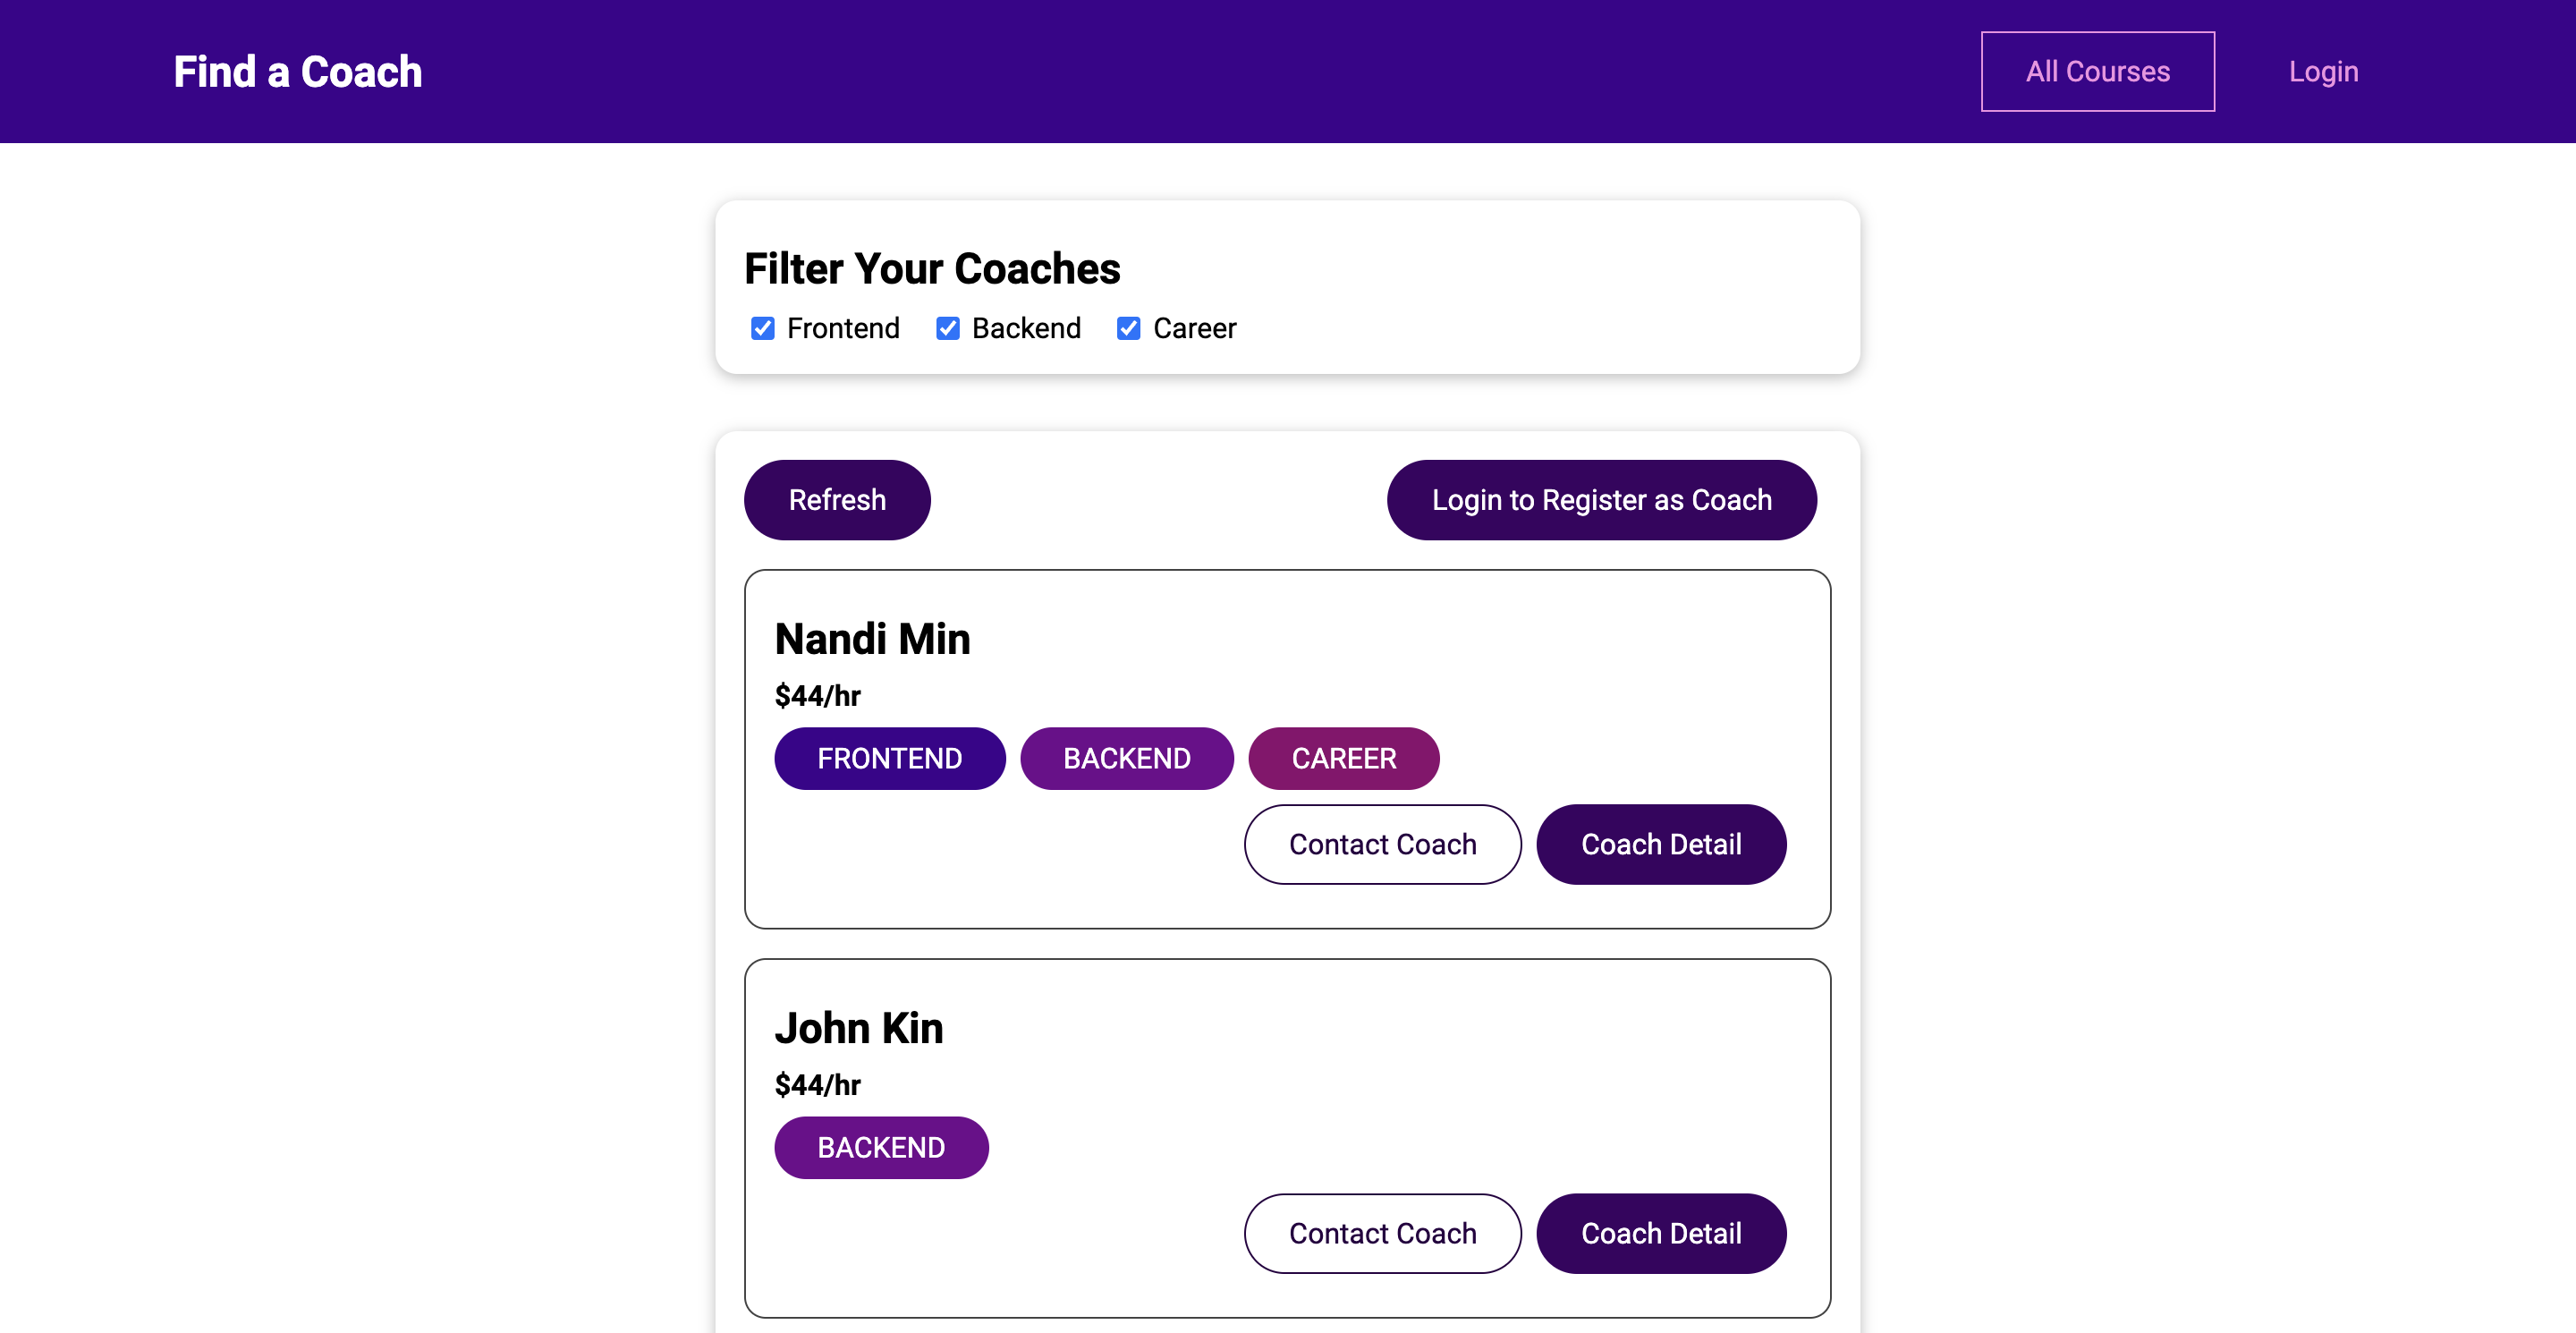 Find a Coach
All Courses
Login
Filter Your Coaches
Frontend Backend Career
Refresh
Login to Register as Coach
Nandi Min
$44/hr
FRONTEND BACKEND CAREER
Contact Coach Coach Detail
John Kin
$44/hr
BACKEND
Contact Coach Coach Detail